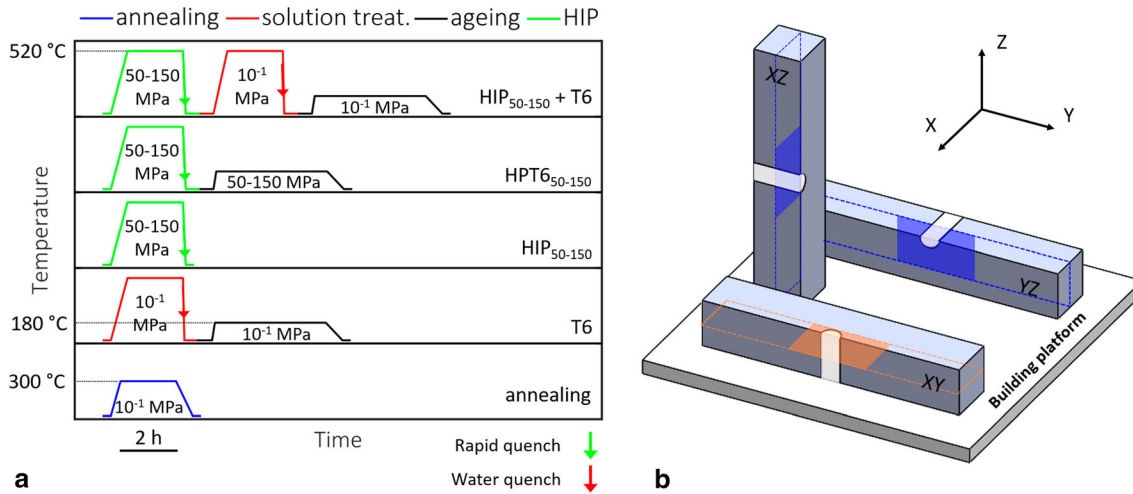 annealing solution treat. ageing HIP
520 °C
50-150
MPa
10⁻¹
MPa
10⁻¹ MPa
HIP₅₀₋₁₅₀ + T6
50-150
MPa
50-150 MPa
HPT6₅₀₋₁₅₀
50-150
MPa
HIP₅₀₋₁₅₀
Temperature
10⁻¹
MPa
180 °C
10⁻¹ MPa
T6
300 °C
10⁻¹ MPa
annealing
2 h
Time
Rapid quench
Water quench
a
XZ
Z
Y
X
YZ
XY
Building platform
b